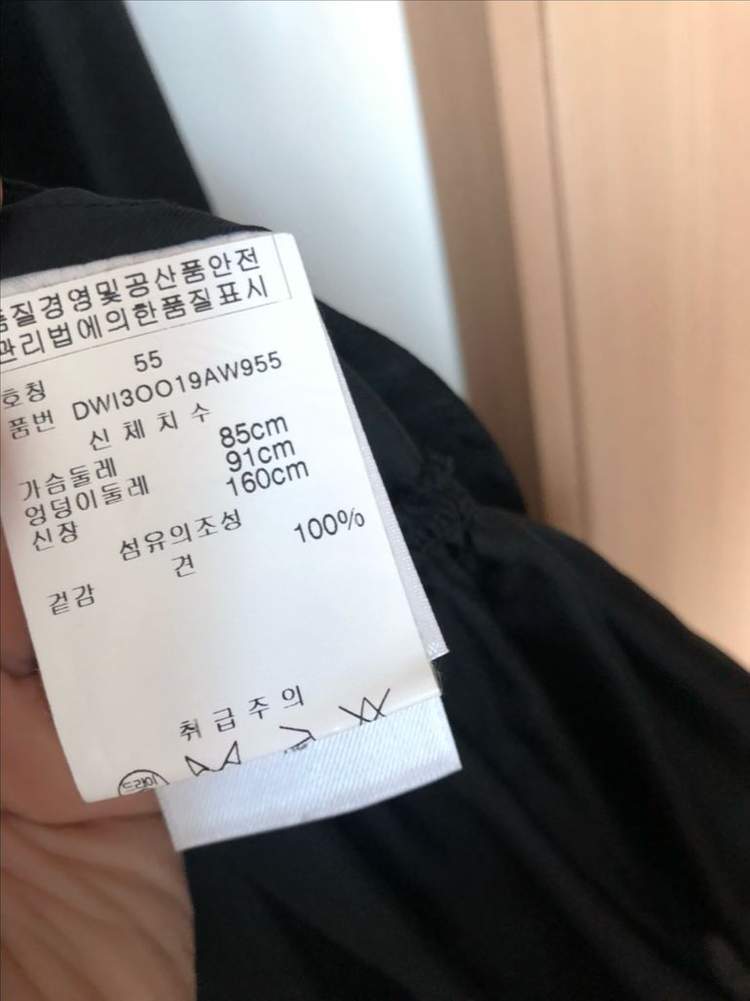 품질경영및공산품안전
관리법에의한품질표시
호칭 55
품번 DWI3OO19AW955
신체치수
가슴둘레 85cm
엉덩이둘레 91cm
신장 160cm
섬유의조성
겉감 견 100%
취급주의
드라이